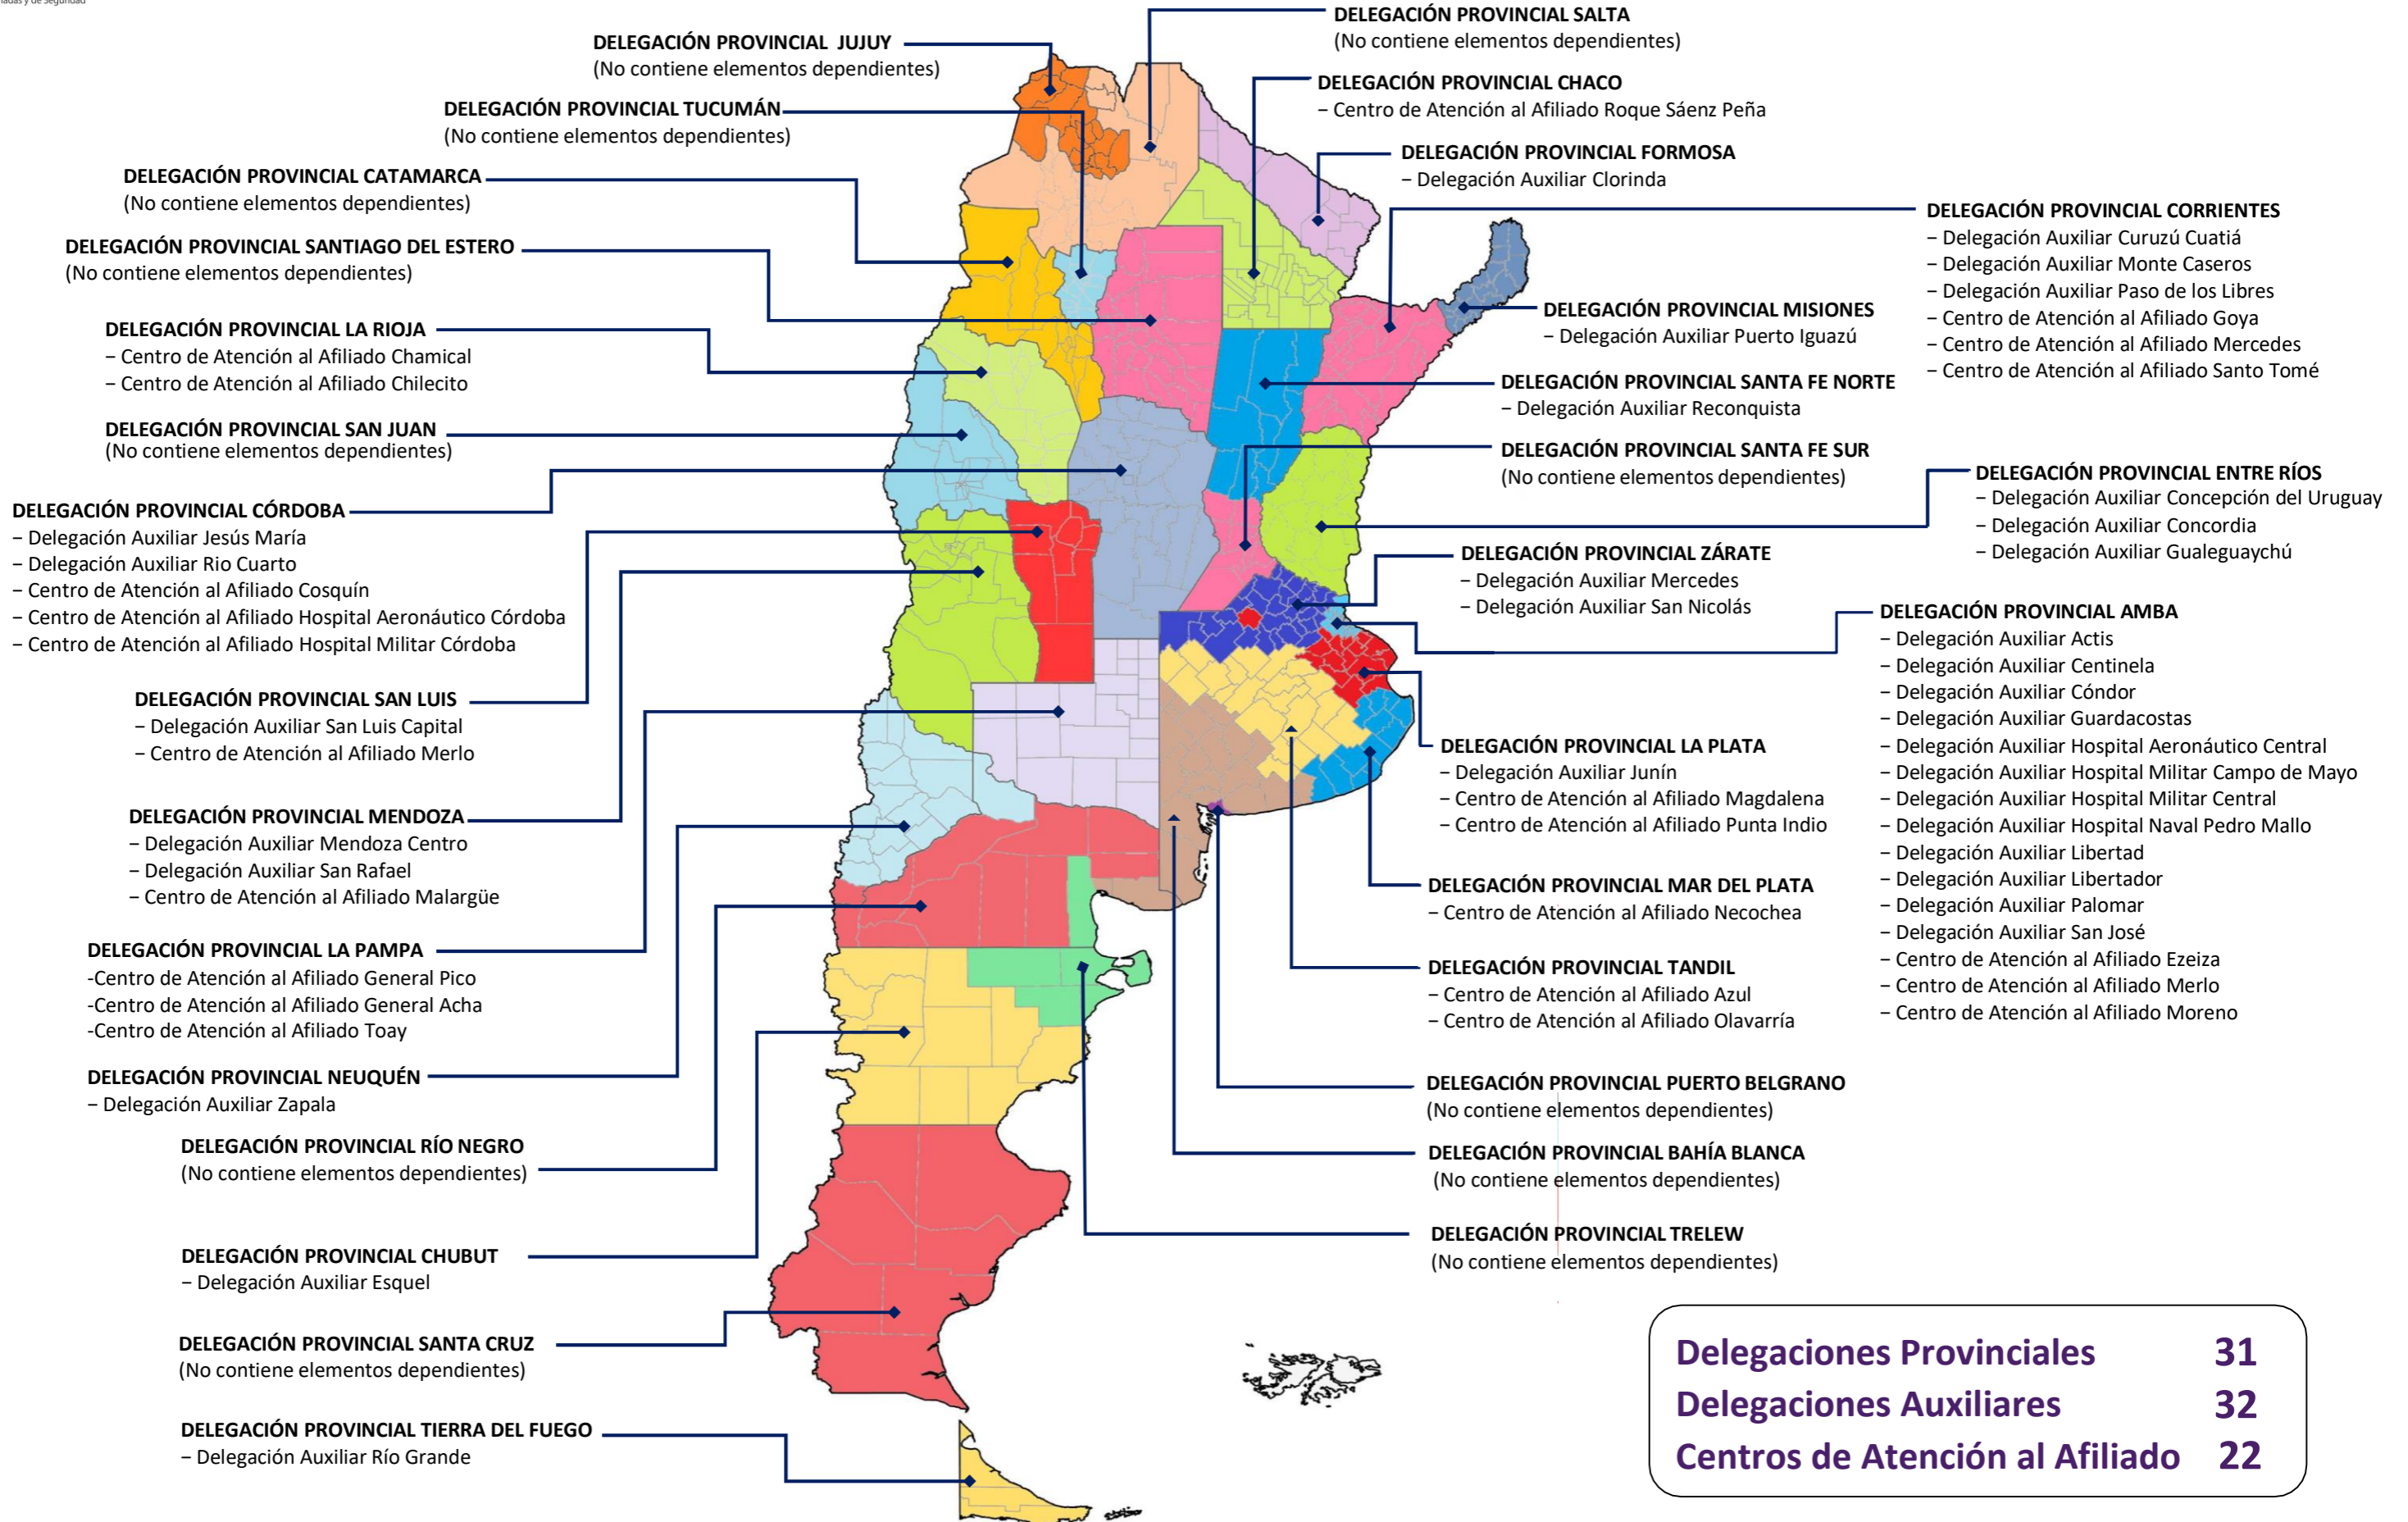 DELEGACIÓN PROVINCIAL JUJUY
(No contiene elementos dependientes)
DELEGACIÓN PROVINCIAL TUCUMÁN
(No contiene elementos dependientes)
DELEGACIÓN PROVINCIAL CATAMARCA
(No contiene elementos dependientes)
DELEGACIÓN PROVINCIAL SANTIAGO DEL ESTERO
(No contiene elementos dependientes)
DELEGACIÓN PROVINCIAL LA RIOJA
– Centro de Atención al Afiliado Chamical
– Centro de Atención al Afiliado Chilecito
DELEGACIÓN PROVINCIAL SAN JUAN
(No contiene elementos dependientes)
DELEGACIÓN PROVINCIAL CÓRDOBA
– Delegación Auxiliar Jesús María
– Delegación Auxiliar Rio Cuarto
– Centro de Atención al Afiliado Cosquín
– Centro de Atención al Afiliado Hospital Aeronáutico Córdoba
– Centro de Atención al Afiliado Hospital Militar Córdoba
DELEGACIÓN PROVINCIAL SAN LUIS
– Delegación Auxiliar San Luis Capital
– Centro de Atención al Afiliado Merlo
DELEGACIÓN PROVINCIAL MENDOZA
– Delegación Auxiliar Mendoza Centro
– Delegación Auxiliar San Rafael
– Centro de Atención al Afiliado Malargüe
DELEGACIÓN PROVINCIAL LA PAMPA
-Centro de Atención al Afiliado General Pico
-Centro de Atención al Afiliado General Acha
-Centro de Atención al Afiliado Toay
DELEGACIÓN PROVINCIAL NEUQUÉN
– Delegación Auxiliar Zapala
DELEGACIÓN PROVINCIAL RÍO NEGRO
(No contiene elementos dependientes)
DELEGACIÓN PROVINCIAL CHUBUT
– Delegación Auxiliar Esquel
DELEGACIÓN PROVINCIAL SANTA CRUZ
(No contiene elementos dependientes)
DELEGACIÓN PROVINCIAL TIERRA DEL FUEGO
– Delegación Auxiliar Río Grande
DELEGACIÓN PROVINCIAL SALTA
(No contiene elementos dependientes)
DELEGACIÓN PROVINCIAL CHACO
– Centro de Atención al Afiliado Roque Sáenz Peña
DELEGACIÓN PROVINCIAL FORMOSA
– Delegación Auxiliar Clorinda
DELEGACIÓN PROVINCIAL CORRIENTES
– Delegación Auxiliar Curuzú Cuatiá
– Delegación Auxiliar Monte Caseros
– Delegación Auxiliar Paso de los Libres
– Centro de Atención al Afiliado Goya
– Centro de Atención al Afiliado Mercedes
– Centro de Atención al Afiliado Santo Tomé
DELEGACIÓN PROVINCIAL MISIONES
– Delegación Auxiliar Puerto Iguazú
DELEGACIÓN PROVINCIAL SANTA FE NORTE
– Delegación Auxiliar Reconquista
DELEGACIÓN PROVINCIAL SANTA FE SUR
(No contiene elementos dependientes)
DELEGACIÓN PROVINCIAL ENTRE RÍOS
– Delegación Auxiliar Concepción del Uruguay
– Delegación Auxiliar Concordia
– Delegación Auxiliar Gualeguaychú
DELEGACIÓN PROVINCIAL ZÁRATE
– Delegación Auxiliar Mercedes
– Delegación Auxiliar San Nicolás
DELEGACIÓN PROVINCIAL AMBA
– Delegación Auxiliar Actis
– Delegación Auxiliar Centinela
– Delegación Auxiliar Cóndor
– Delegación Auxiliar Guardacostas
– Delegación Auxiliar Hospital Aeronáutico Central
– Delegación Auxiliar Hospital Militar Campo de Mayo
– Delegación Auxiliar Hospital Militar Central
– Delegación Auxiliar Hospital Naval Pedro Mallo
– Delegación Auxiliar Libertad
– Delegación Auxiliar Libertador
– Delegación Auxiliar Palomar
– Delegación Auxiliar San José
– Centro de Atención al Afiliado Ezeiza
– Centro de Atención al Afiliado Merlo
– Centro de Atención al Afiliado Moreno
DELEGACIÓN PROVINCIAL LA PLATA
– Delegación Auxiliar Junín
– Centro de Atención al Afiliado Magdalena
– Centro de Atención al Afiliado Punta Indio
DELEGACIÓN PROVINCIAL MAR DEL PLATA
– Centro de Atención al Afiliado Necochea
DELEGACIÓN PROVINCIAL TANDIL
– Centro de Atención al Afiliado Azul
– Centro de Atención al Afiliado Olavarría
DELEGACIÓN PROVINCIAL PUERTO BELGRANO
(No contiene elementos dependientes)
DELEGACIÓN PROVINCIAL BAHÍA BLANCA
(No contiene elementos dependientes)
DELEGACIÓN PROVINCIAL TRELEW
(No contiene elementos dependientes)
Delegaciones Provinciales 31
Delegaciones Auxiliares 32
Centros de Atención al Afiliado 22